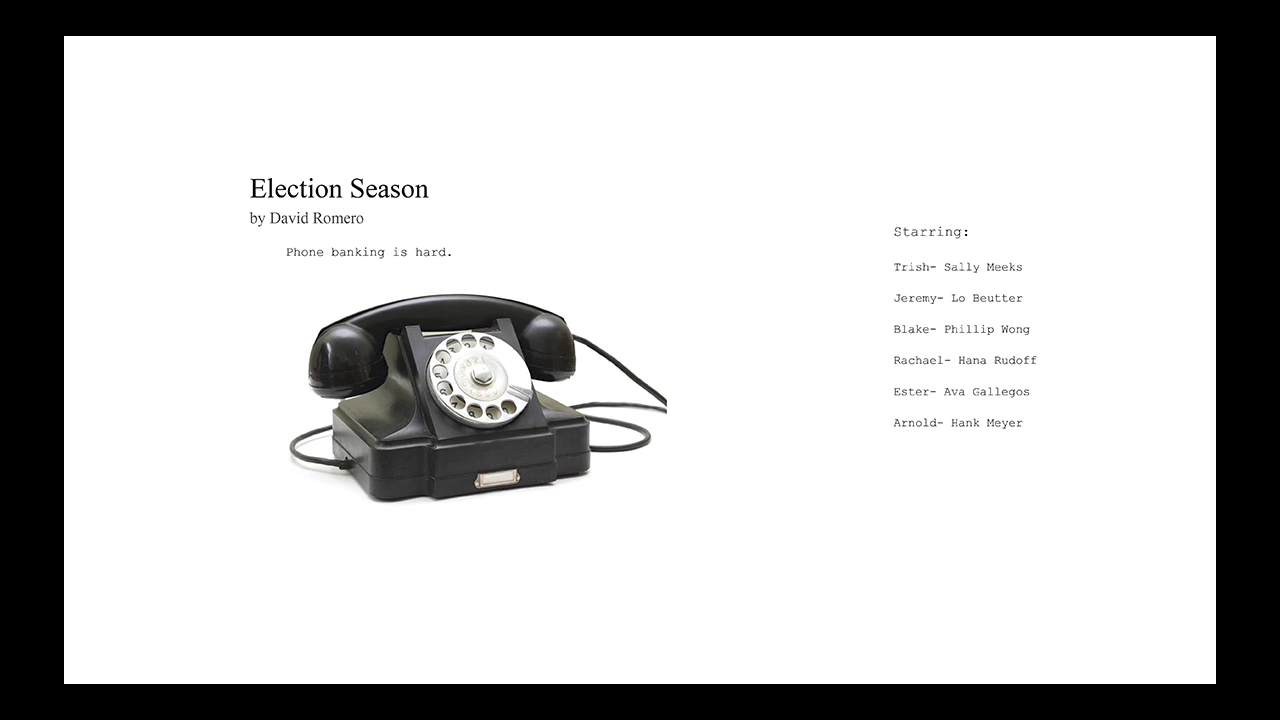 Election Season
by David Romero
Phone banking is hard.
Starring:
Trish- Sally Meeks
Jeremy- Lo Beutter
Blake- Phillip Wong
Rachael- Hana Rudoff
Ester- Ava Gallegos
Arnold- Hank Meyer